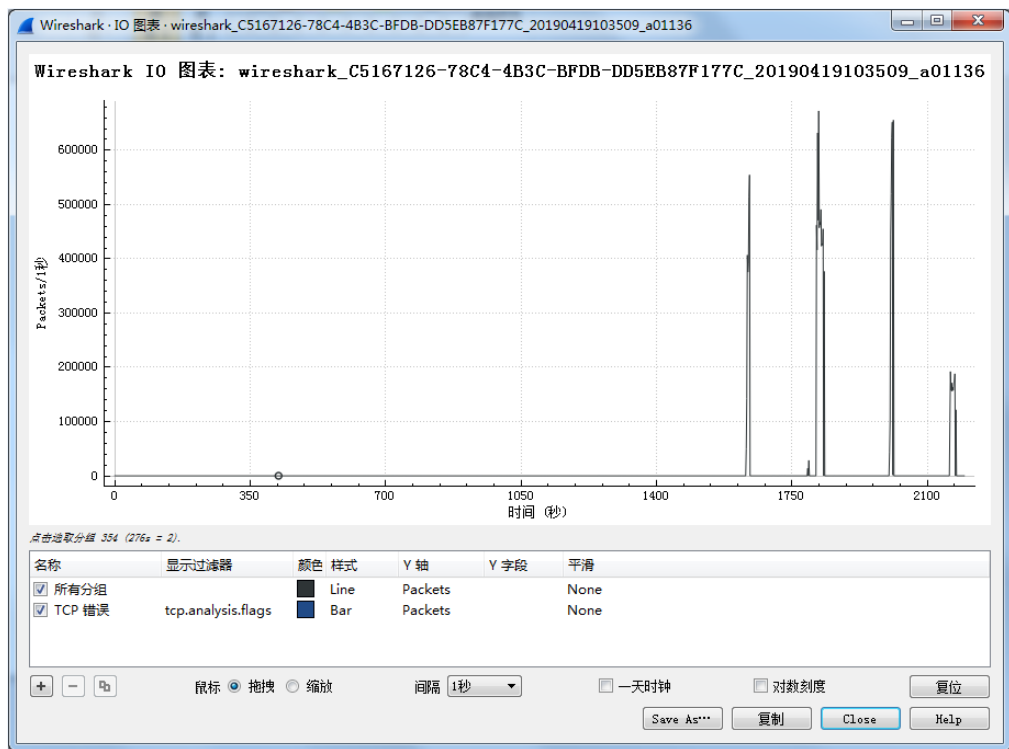 Wireshark · IO 图表 · wireshark_C5167126-78C4-4B3C-BFDB-DD5EB87F177C_20190419103509_a01136
Wireshark IO 图表: wireshark_C5167126-78C4-4B3C-BFDB-DD5EB87F177C_20190419103509_a01136
Packets/1秒
600000
500000
400000
300000
200000
100000
0
0 350 700 1050 1400 1750 2100
时间 (秒)
点击选取分组 354 (276s = 2).
名称 显示过滤器 颜色 样式 Y 轴 Y 字段 平滑
所有分组 Line Packets None
TCP 错误 tcp.analysis.flags Bar Packets None
+ − 鼠标 拖拽 缩放 间隔 1秒 一天时钟 对数刻度 复位
Save As… 复制 Close Help